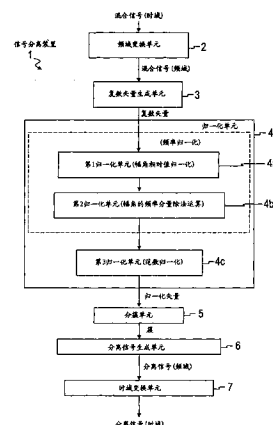 混合信号(时域)
信号分离装置
1
频域变换单元
2
混合信号(频域)
复数矢量生成单元
3
复数矢量
归一化单元
4
(频率归一化)
第1归一化单元(幅角相对值归一化)
4a
第2归一化单元(幅角的频率分量除法运算)
4b
第3归一化单元(范数归一化)
4c
归一化矢量
分簇单元
5
簇
分离信号生成单元
6
分离信号(频域)
时域变换单元
7
分离信号(时域)